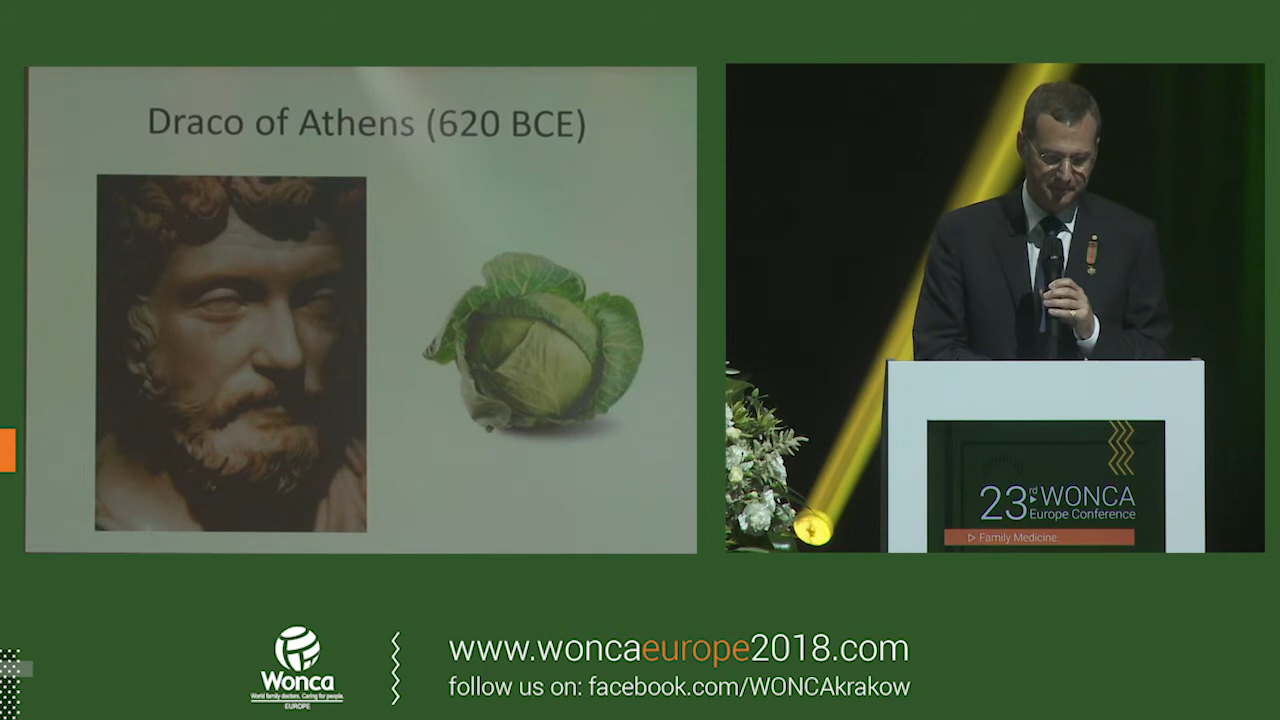 Draco of Athens (620 BCE)
23rd WONCA
Europe Conference
Family Medicine.
Wonca
World family doctors. Caring for people.
EUROPE
www.woncaeurope2018.com
follow us on: facebook.com/WONCAkrakow